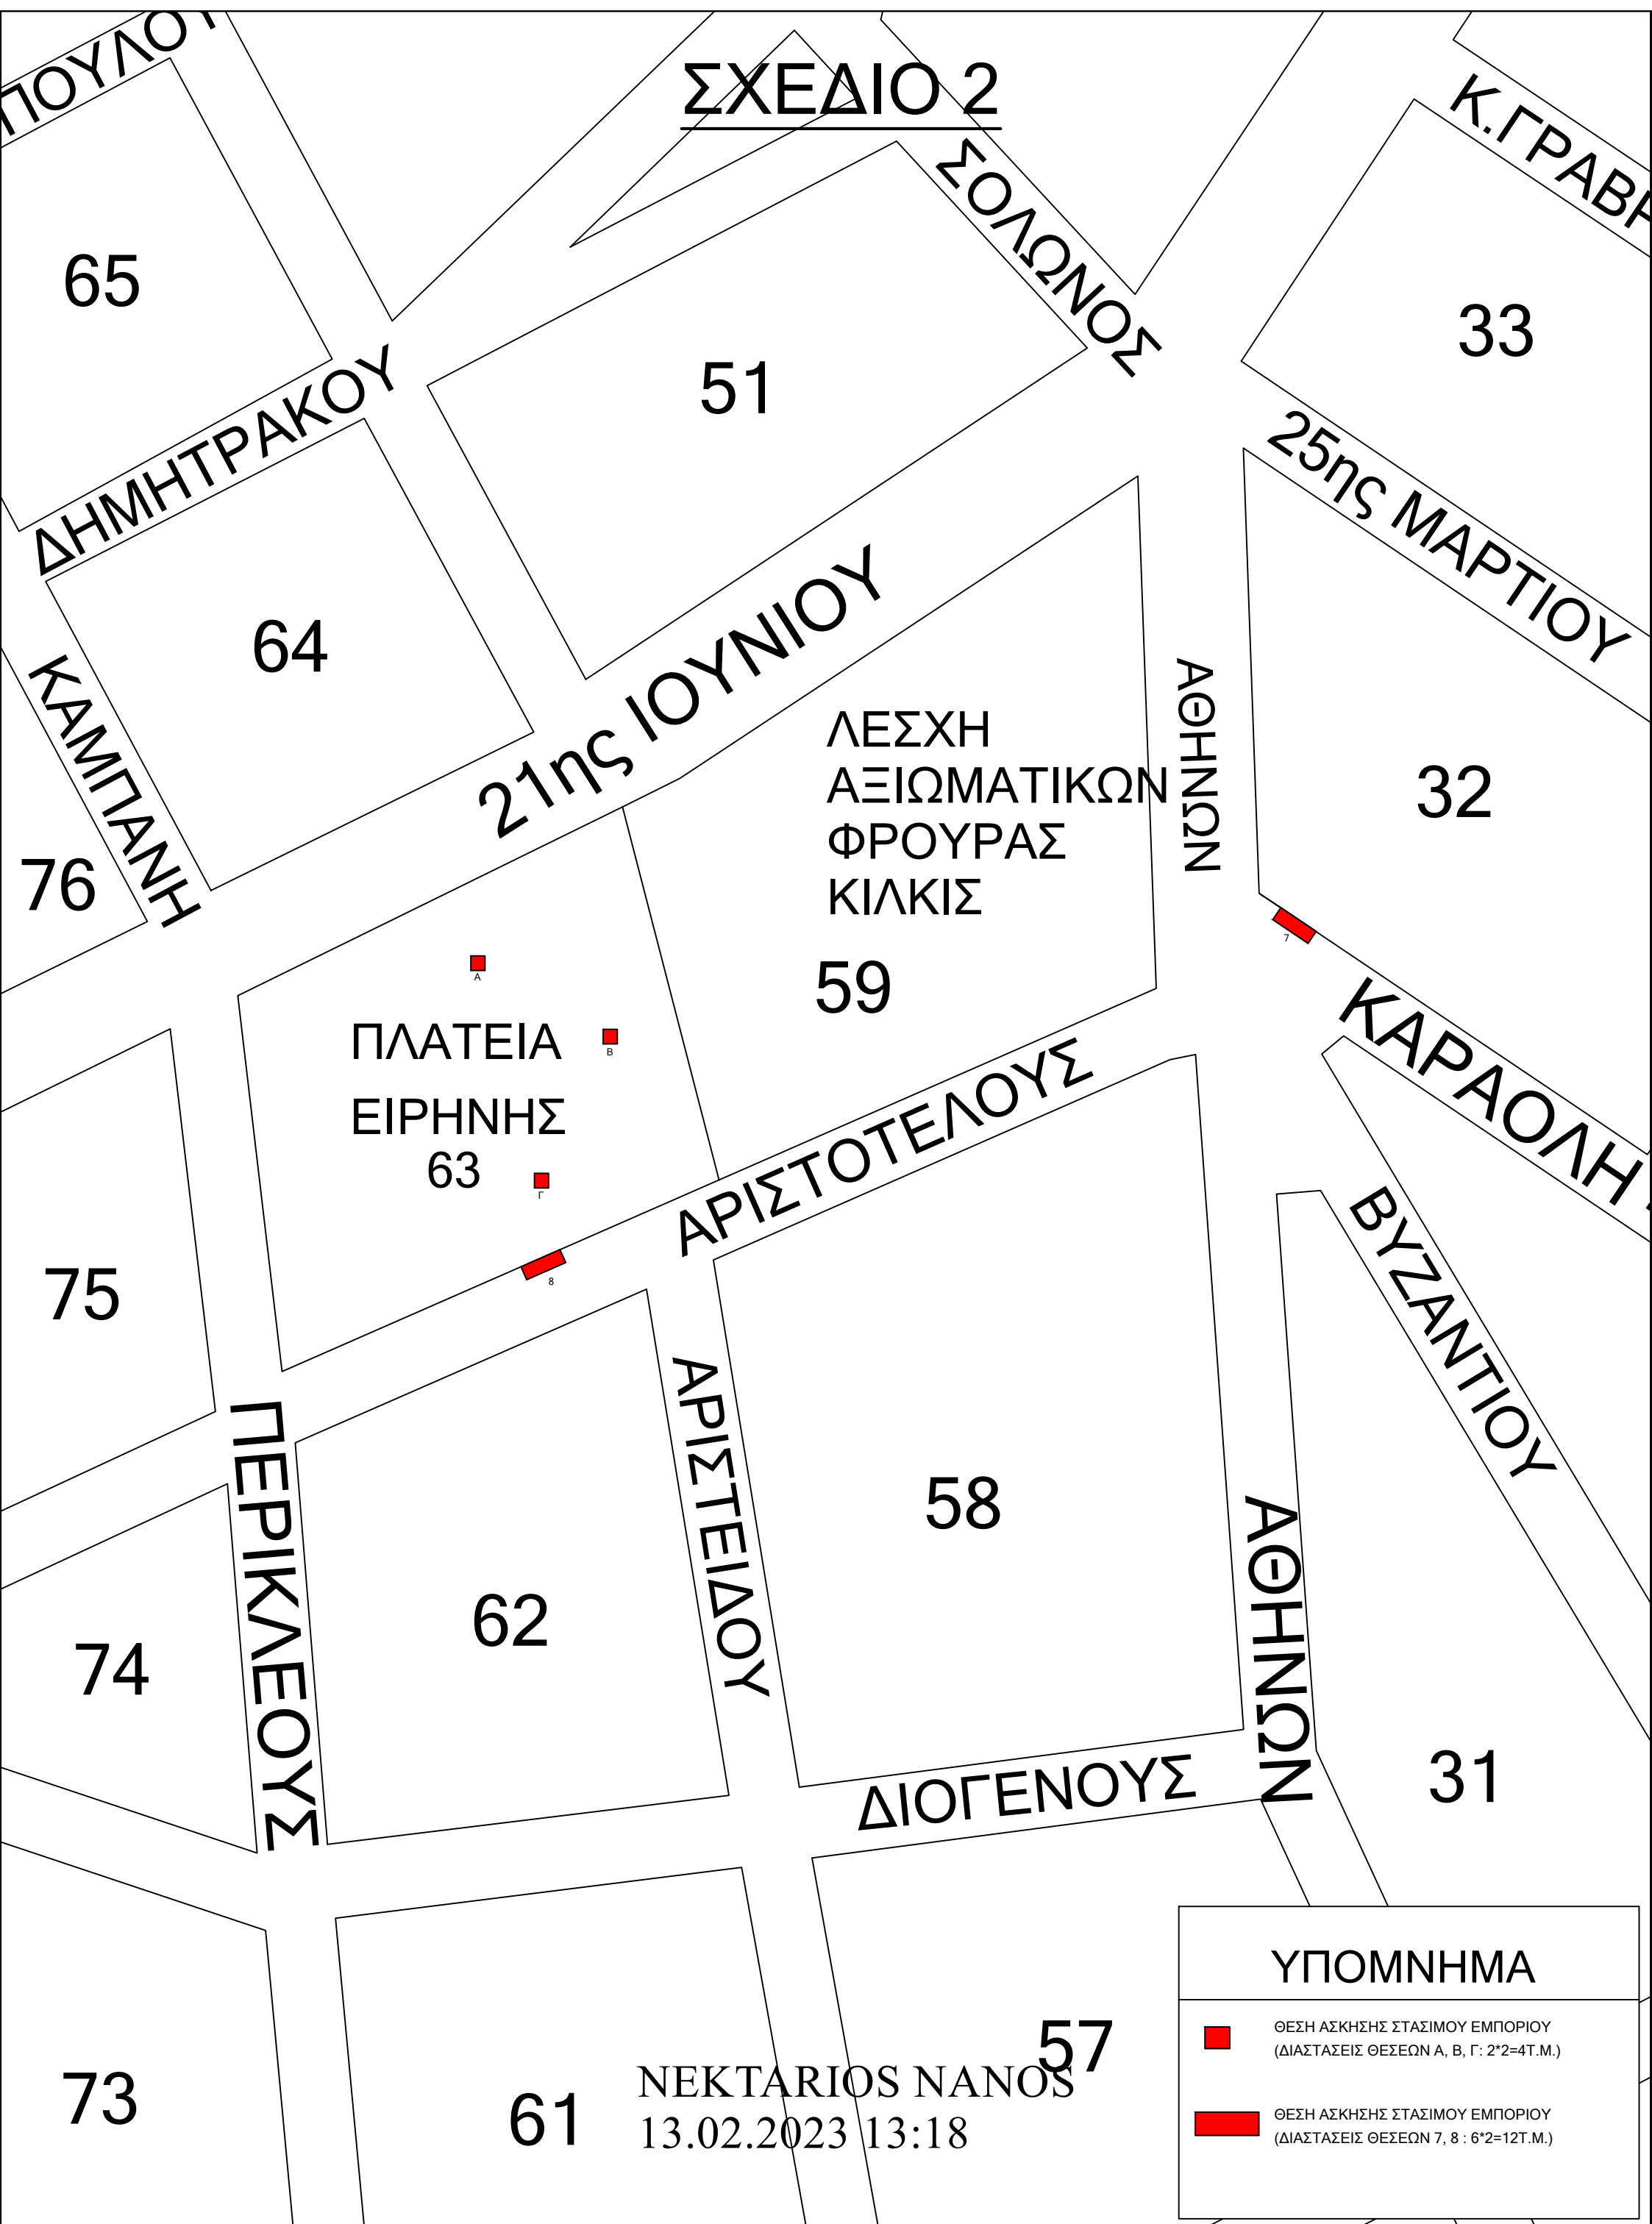 ΣΧΕΔΙΟ 2
ΣΟΛΩΝΟΣ
65
33
51
ΔΗΜΗΤΡΑΚΟΥ
25ης ΜΑΡΤΙΟΥ
64
21ης ΙΟΥΝΙΟΥ
ΚΑΜΠΑΝΗ
ΑΘΗΝΩΝ
ΛΕΣΧΗ
ΑΞΙΩΜΑΤΙΚΩΝ
ΦΡΟΥΡΑΣ
ΚΙΛΚΙΣ
32
76
7
Α
59
ΠΛΑΤΕΙΑ
Β
ΕΙΡΗΝΗΣ
63
Γ
ΚΑΡΑΟΛΗ
ΑΡΙΣΤΟΤΕΛΟΥΣ
8
75
ΒΥΖΑΝΤΙΟΥ
ΠΕΡΙΚΛΕΟΥΣ
ΑΡΙΣΤΕΙΔΟΥ
58
ΑΘΗΝΩΝ
62
74
31
ΔΙΟΓΕΝΟΥΣ
73
61
57
NEKTARIOS NANOS
13.02.2023 13:18
ΥΠΟΜΝΗΜΑ
ΘΕΣΗ ΑΣΚΗΣΗΣ ΣΤΑΣΙΜΟΥ ΕΜΠΟΡΙΟΥ
(ΔΙΑΣΤΑΣΕΙΣ ΘΕΣΕΩΝ Α, Β, Γ: 2*2=4Τ.Μ.)
ΘΕΣΗ ΑΣΚΗΣΗΣ ΣΤΑΣΙΜΟΥ ΕΜΠΟΡΙΟΥ
(ΔΙΑΣΤΑΣΕΙΣ ΘΕΣΕΩΝ 7, 8 : 6*2=12Τ.Μ.)